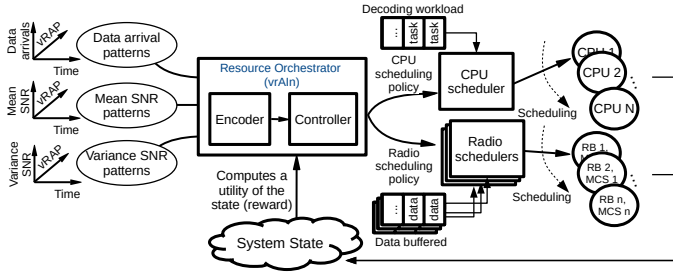 Data
arrivals
vRAP
Time
Data arrival
patterns
Mean
SNR
vRAP
Time
Mean SNR
patterns
Variance
SNR
vRAP
Time
Variance SNR
patterns
Resource Orchestrator
(vrAIn)
Encoder
Controller
Computes a
utility of the
state (reward)
System State
Decoding workload
...
task
task
CPU
scheduling
policy
CPU
scheduler
Radio
scheduling
policy
Radio
schedulers
...
data
data
Data buffered
Scheduling
CPU 1
CPU 2
...
CPU N
Scheduling
RB 1,
RB 2,
MCS 1
...
RB n,
MCS n